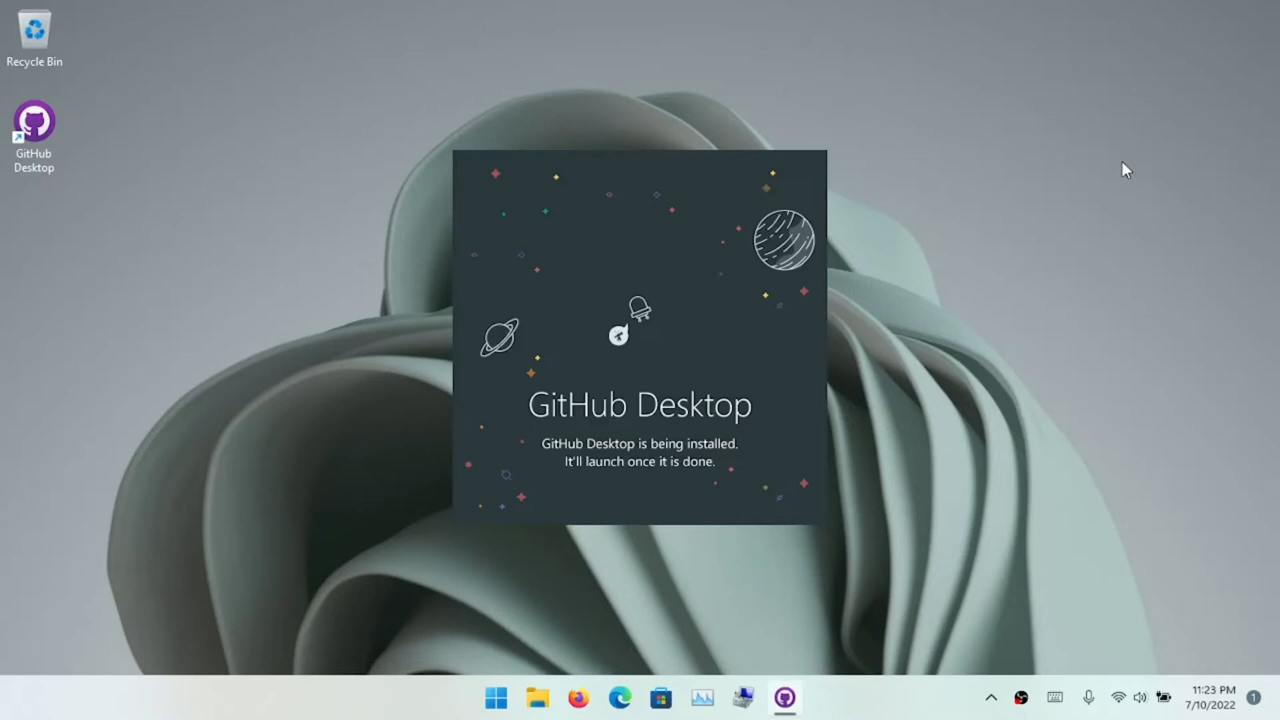 Recycle Bin
GitHub
Desktop
GitHub Desktop
GitHub Desktop is being installed.
It'll launch once it is done.
11:23 PM
7/10/2022
1